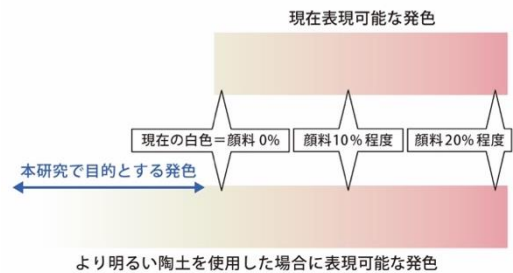 現在表現可能な発色
現在の白色＝顔料 0%
顔料10%程度
顔料20%程度
本研究で目的とする発色
より明るい陶土を使用した場合に表現可能な発色